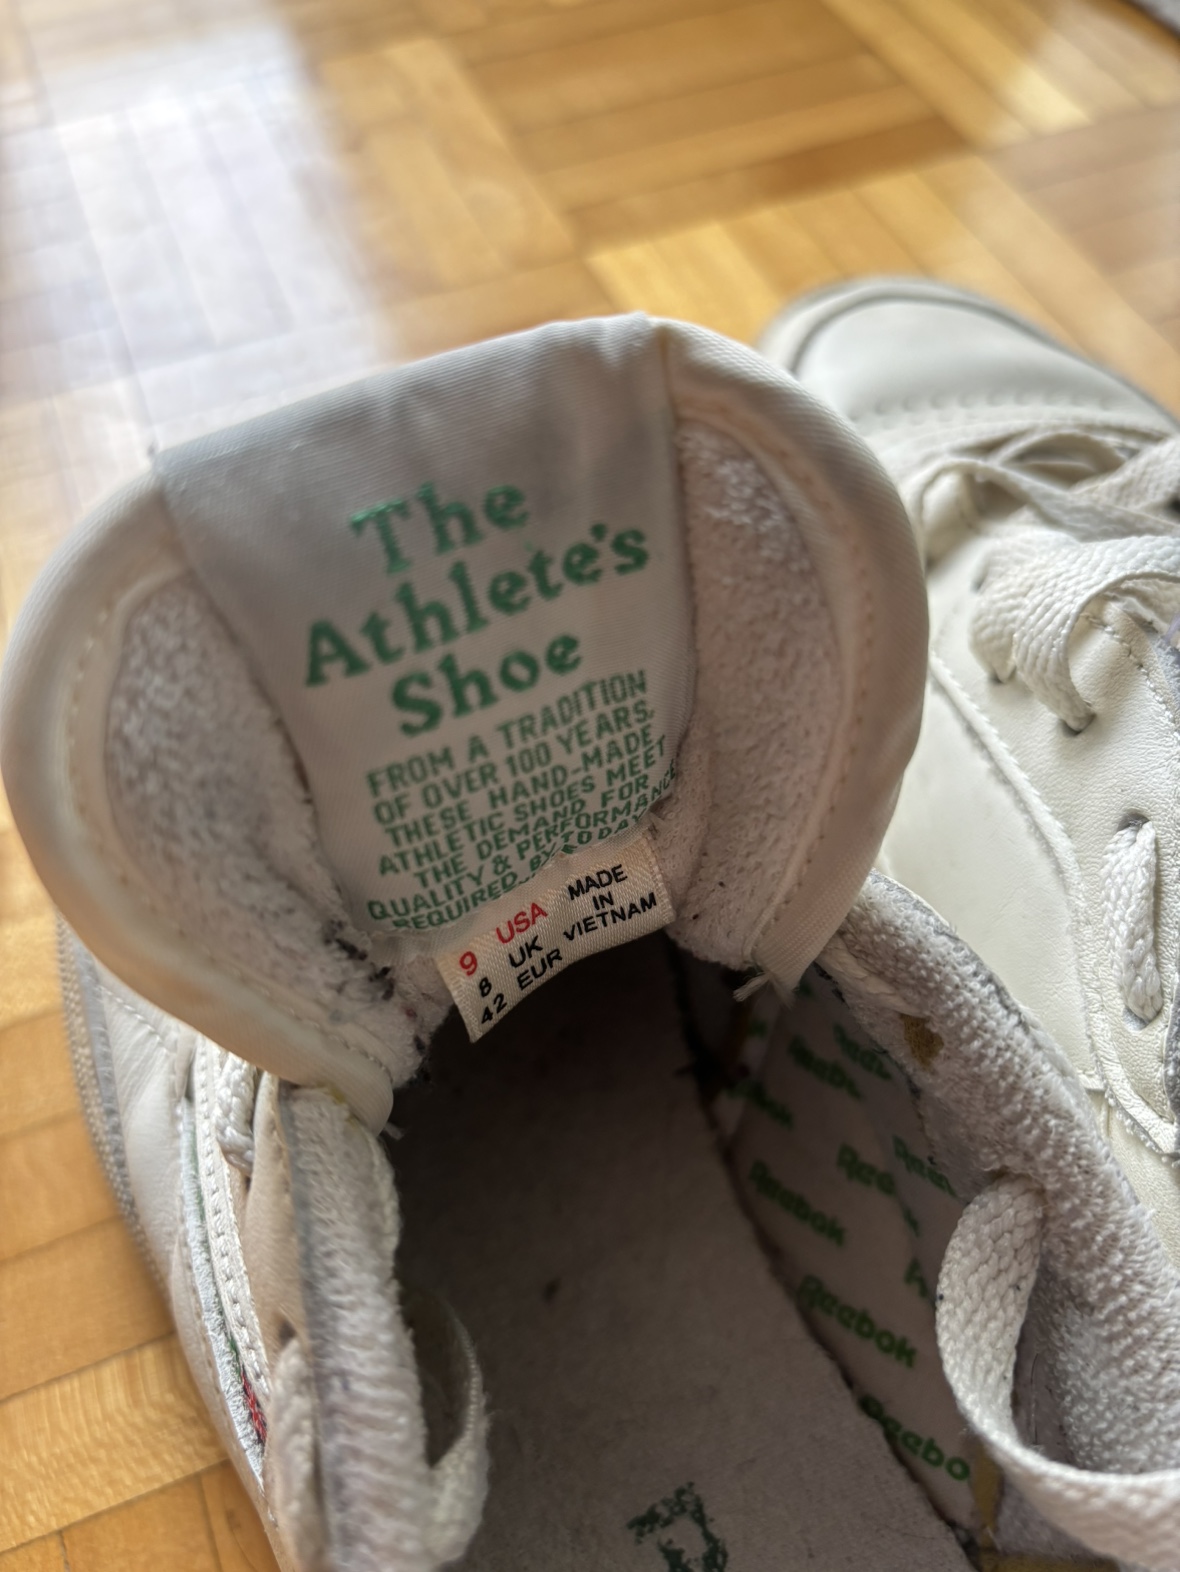 The
Athlete's
Shoe
FROM A TRADITION
OF OVER 100 YEARS,
THESE HAND-MADE
ATHLETIC SHOES MEET
THE DEMAND FOR
QUALITY & PERFORMANCE
REQUIRED BY TODAY
9 USA
8 UK
42 EUR
MADE
IN
VIETNAM
Reebok
Reebok
Reebok